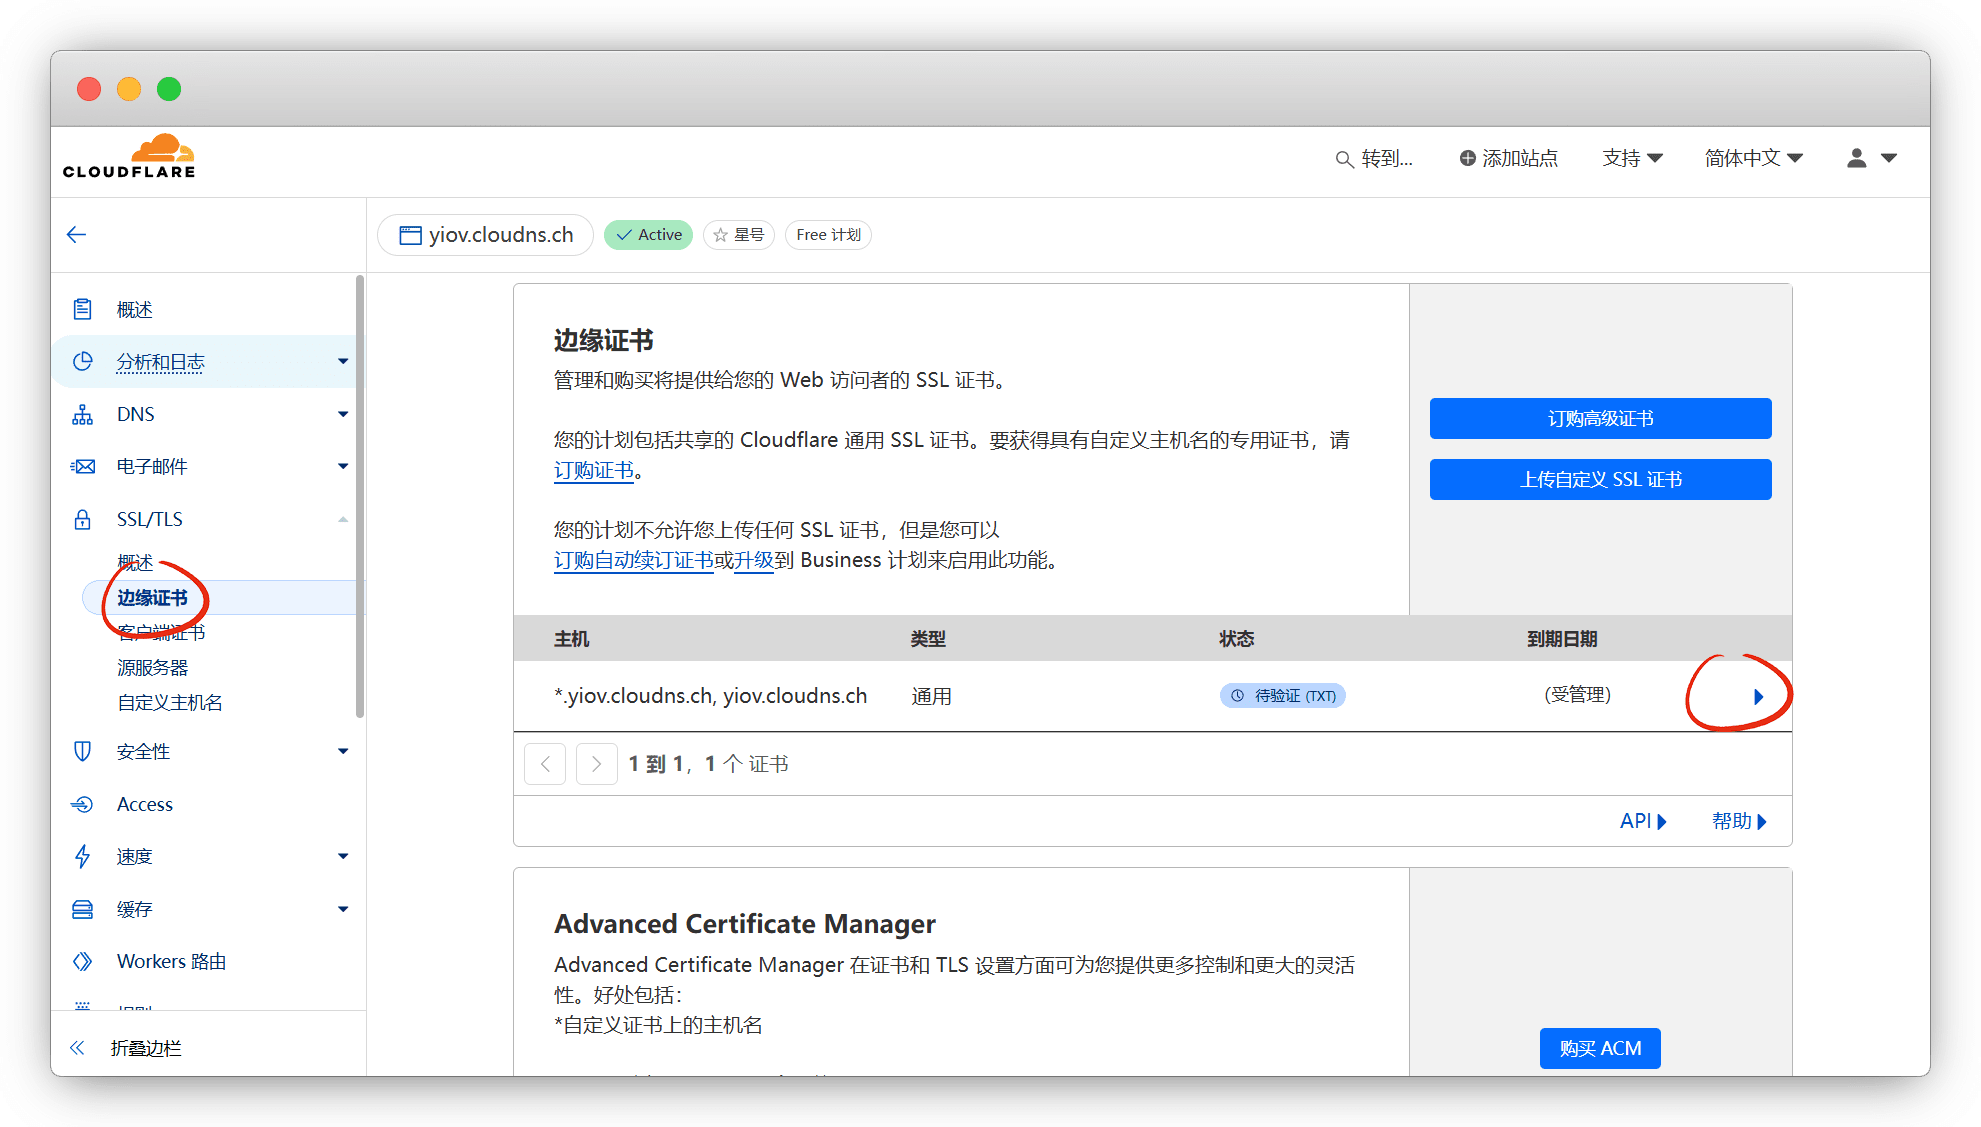 CLOUDFLARE
转到...
添加站点
支持
简体中文
yiov.cloudns.ch
Active
星号
Free 计划
概述
分析和日志
DNS
电子邮件
SSL/TLS
概述
边缘证书
客户端证书
源服务器
自定义主机名
安全性
Access
速度
缓存
Workers 路由
折叠边栏
边缘证书
管理和购买将提供给您的 Web 访问者的 SSL 证书。
您的计划包括共享的 Cloudflare 通用 SSL 证书。要获得具有自定义主机名的专用证书，请
订购证书。
您的计划不允许您上传任何 SSL 证书，但是您可以
订购自动续订证书或升级到 Business 计划来启用此功能。
订购高级证书
上传自定义 SSL 证书
主机 类型 状态 到期日期
*.yiov.cloudns.ch, yiov.cloudns.ch 通用 待验证 (TXT) (受管理)
1 到 1，1 个 证书
API 帮助
Advanced Certificate Manager
Advanced Certificate Manager 在证书和 TLS 设置方面可为您提供更多控制和更大的灵活
性。好处包括：
*自定义证书上的主机名
购买 ACM